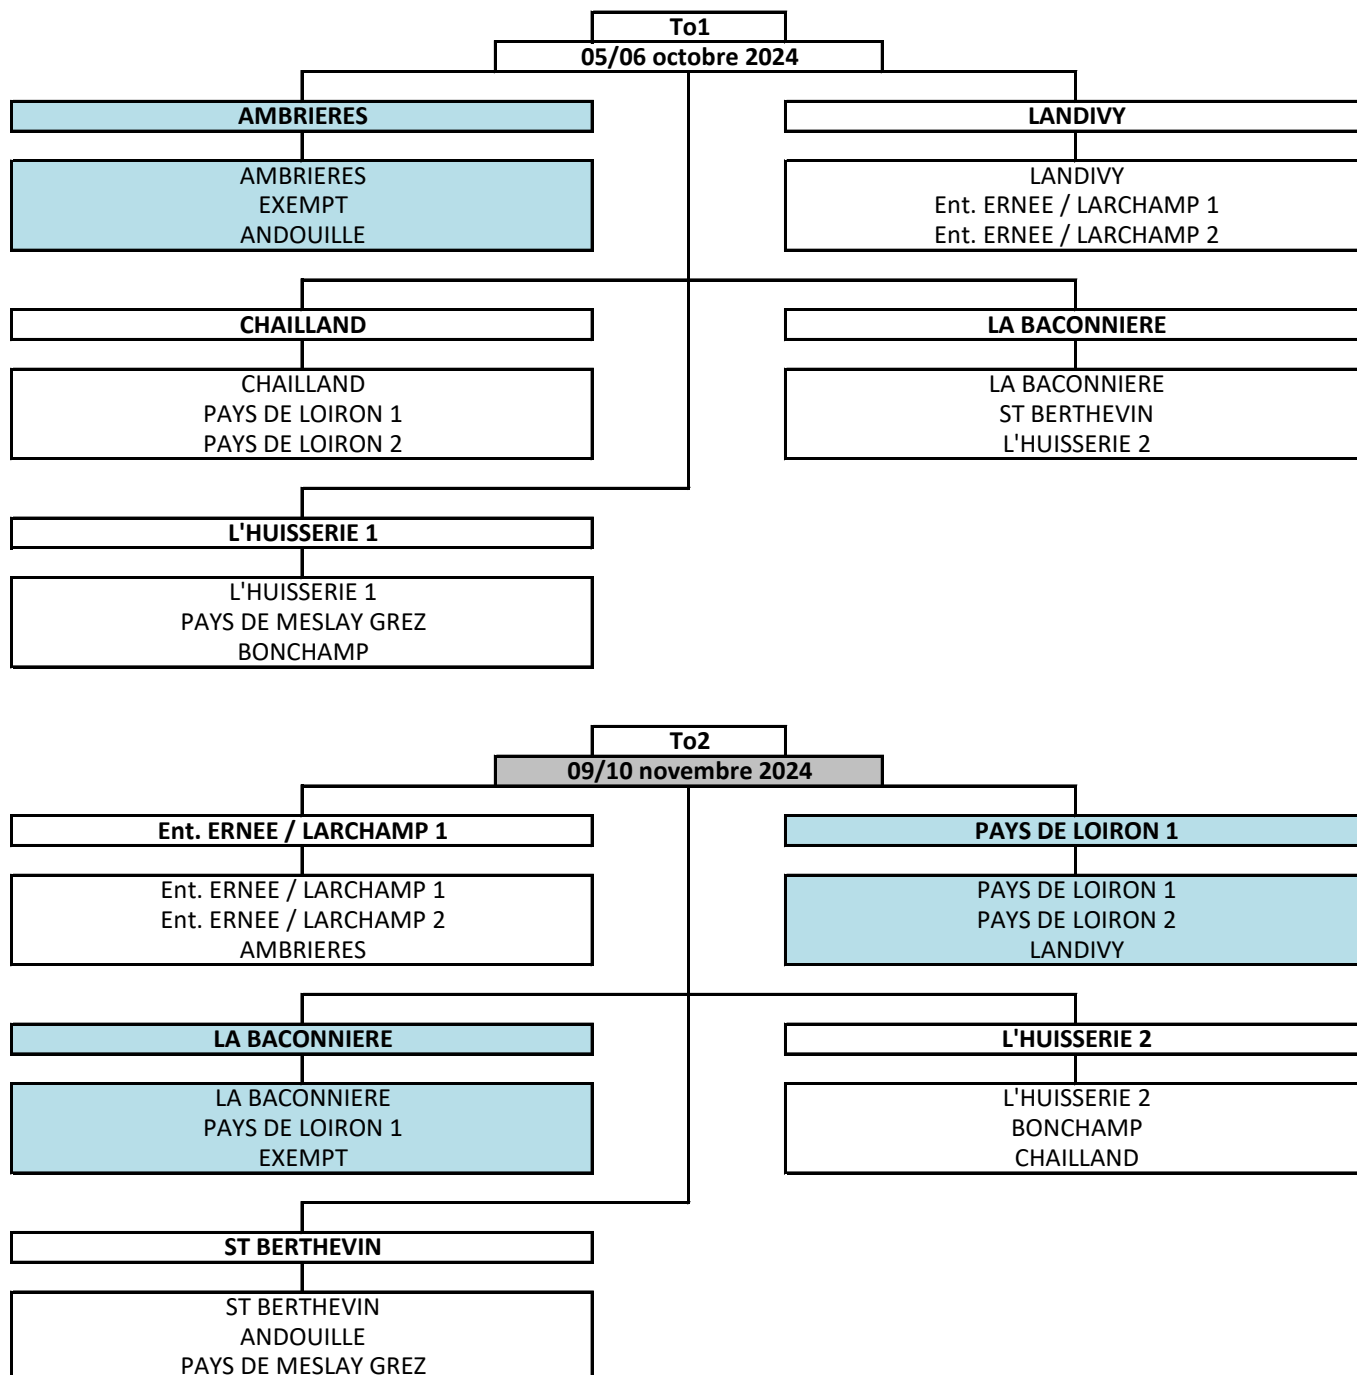 To1
05/06 octobre 2024
AMBRIERES
AMBRIERES
EXEMPT
ANDOUILLE
LANDIVY
LANDIVY
Ent. ERNEE / LARCHAMP 1
Ent. ERNEE / LARCHAMP 2
CHAILLAND
CHAILLAND
PAYS DE LOIRON 1
PAYS DE LOIRON 2
LA BACONNIERE
LA BACONNIERE
ST BERTHEVIN
L'HUISSERIE 2
L'HUISSERIE 1
L'HUISSERIE 1
PAYS DE MESLAY GREZ
BONCHAMP
To2
09/10 novembre 2024
Ent. ERNEE / LARCHAMP 1
Ent. ERNEE / LARCHAMP 1
Ent. ERNEE / LARCHAMP 2
AMBRIERES
PAYS DE LOIRON 1
PAYS DE LOIRON 1
PAYS DE LOIRON 2
LANDIVY
LA BACONNIERE
LA BACONNIERE
PAYS DE LOIRON 1
EXEMPT
L'HUISSERIE 2
L'HUISSERIE 2
BONCHAMP
CHAILLAND
ST BERTHEVIN
ST BERTHEVIN
ANDOUILLE
PAYS DE MESLAY GREZ